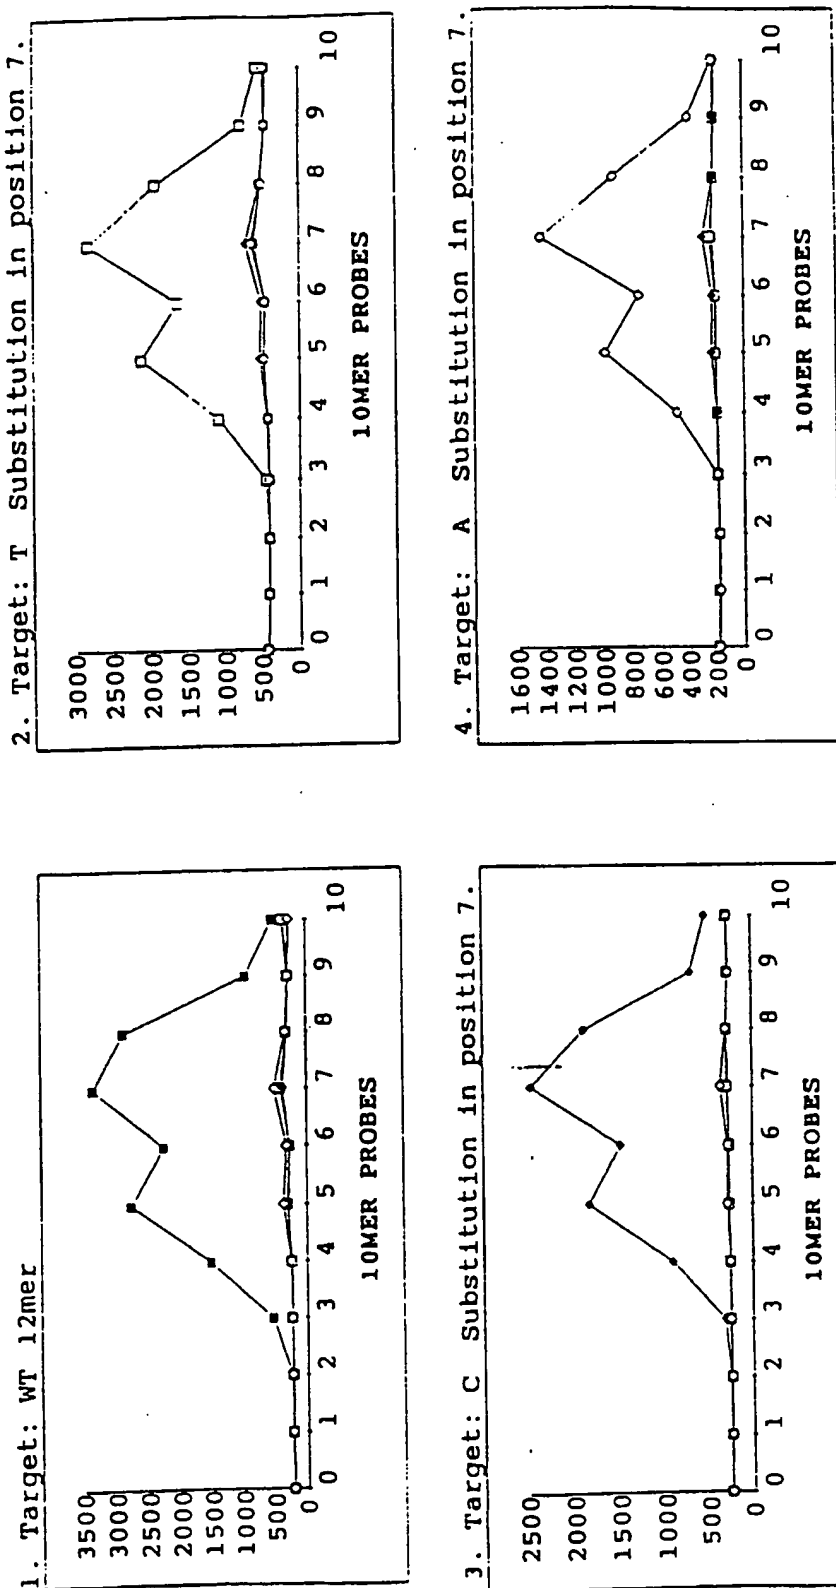 1. Target: WT 12mer
3500
3000
2500
2000
1500
1000
500
0
0 1 2 3 4 5 6 7 8 9 10
10MER PROBES
2. Target: T Substitution in position 7.
3000
2500
2000
1500
1000
500
0
0 1 2 3 4 5 6 7 8 9 10
10MER PROBES
3. Target: C Substitution in position 7.
2500
2000
1500
1000
500
0
0 1 2 3 4 5 6 7 8 9 10
10MER PROBES
4. Target: A Substitution in position 7.
1600
1400
1200
1000
800
600
400
200
0
0 1 2 3 4 5 6 7 8 9 10
10MER PROBES